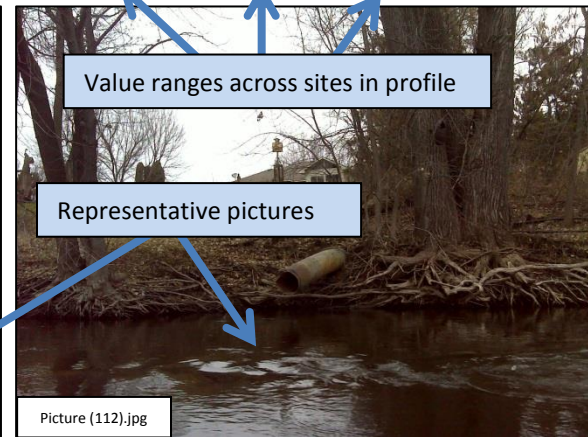 Value ranges across sites in profile
Representative pictures
Picture (112).jpg